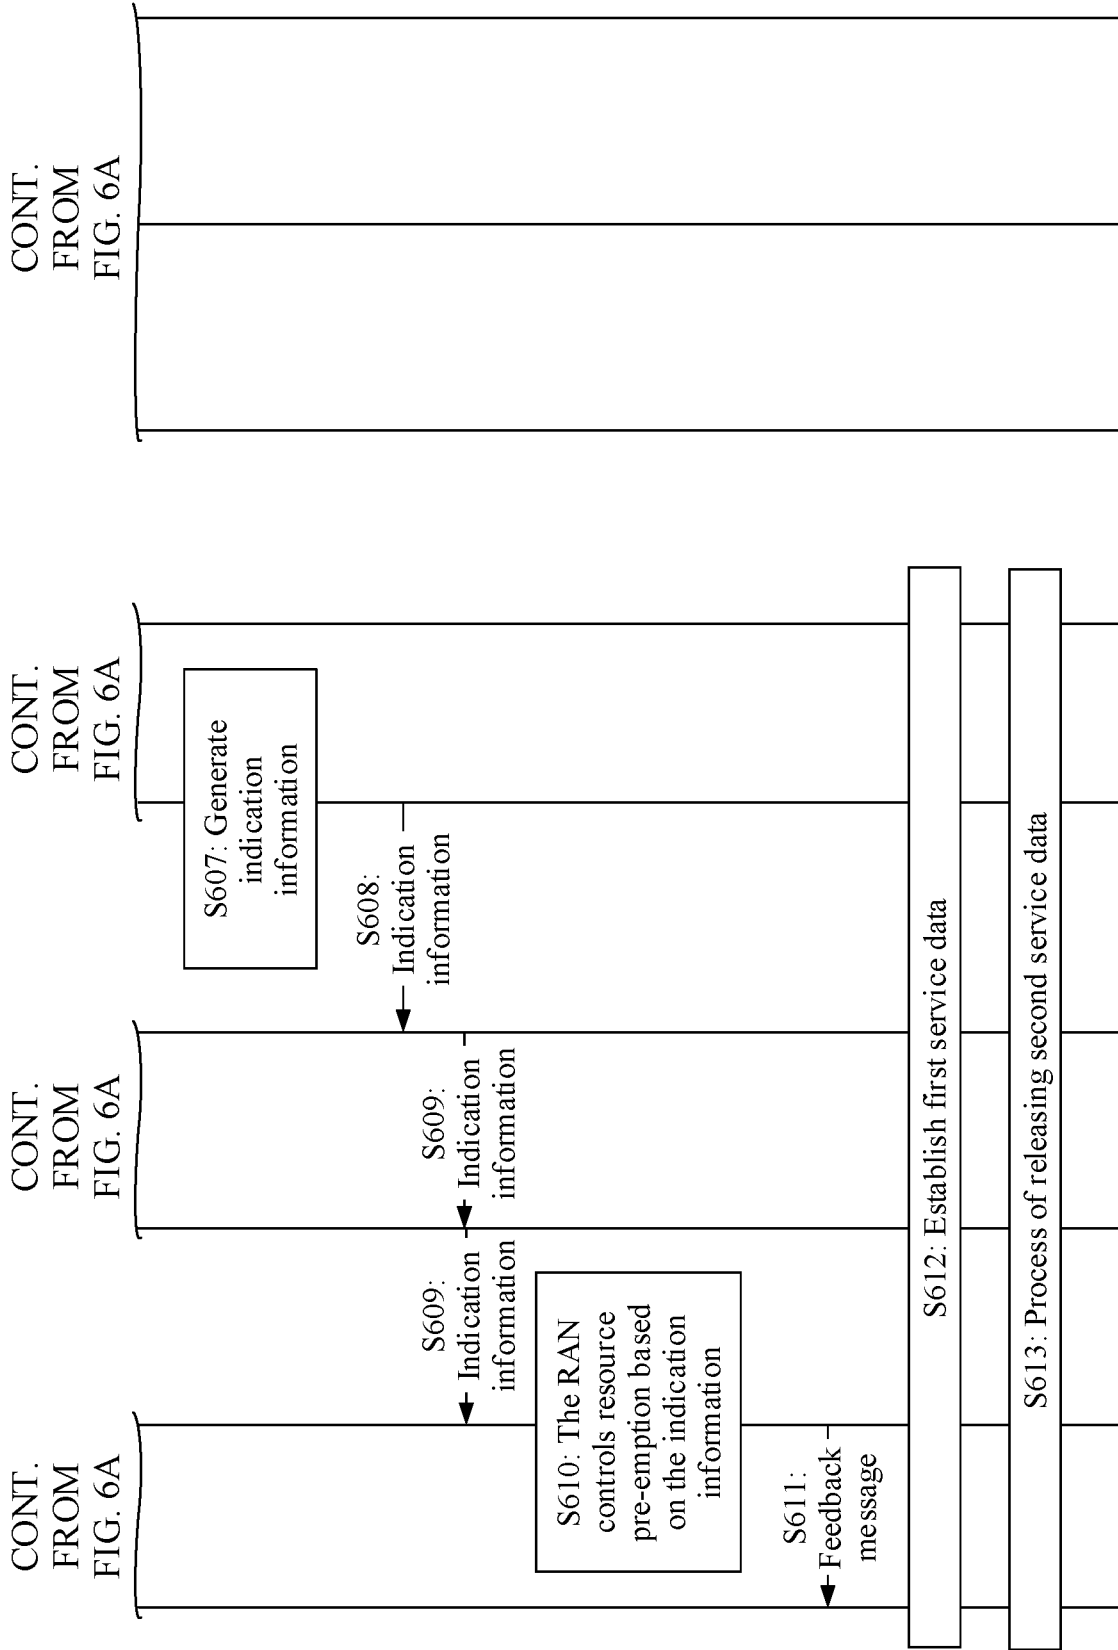 CONT.
FROM
FIG. 6A
CONT.
FROM
FIG. 6A
CONT.
FROM
FIG. 6A
CONT.
FROM
FIG. 6A
S607: Generate
indication
information
S608:
Indication
information
S609:
Indication
information
S609:
Indication
information
S610: The RAN
controls resource
pre-emption based
on the indication
information
S611:
Feedback
message
S612: Establish first service data
S613: Process of releasing second service data